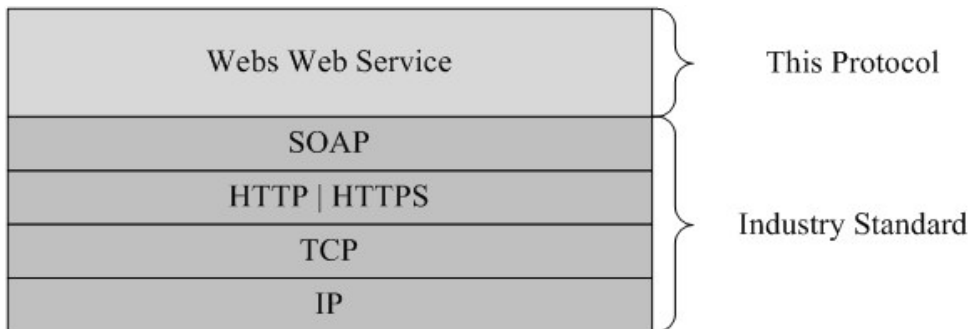 Webs Web Service
This Protocol
SOAP
HTTP | HTTPS
Industry Standard
TCP
IP